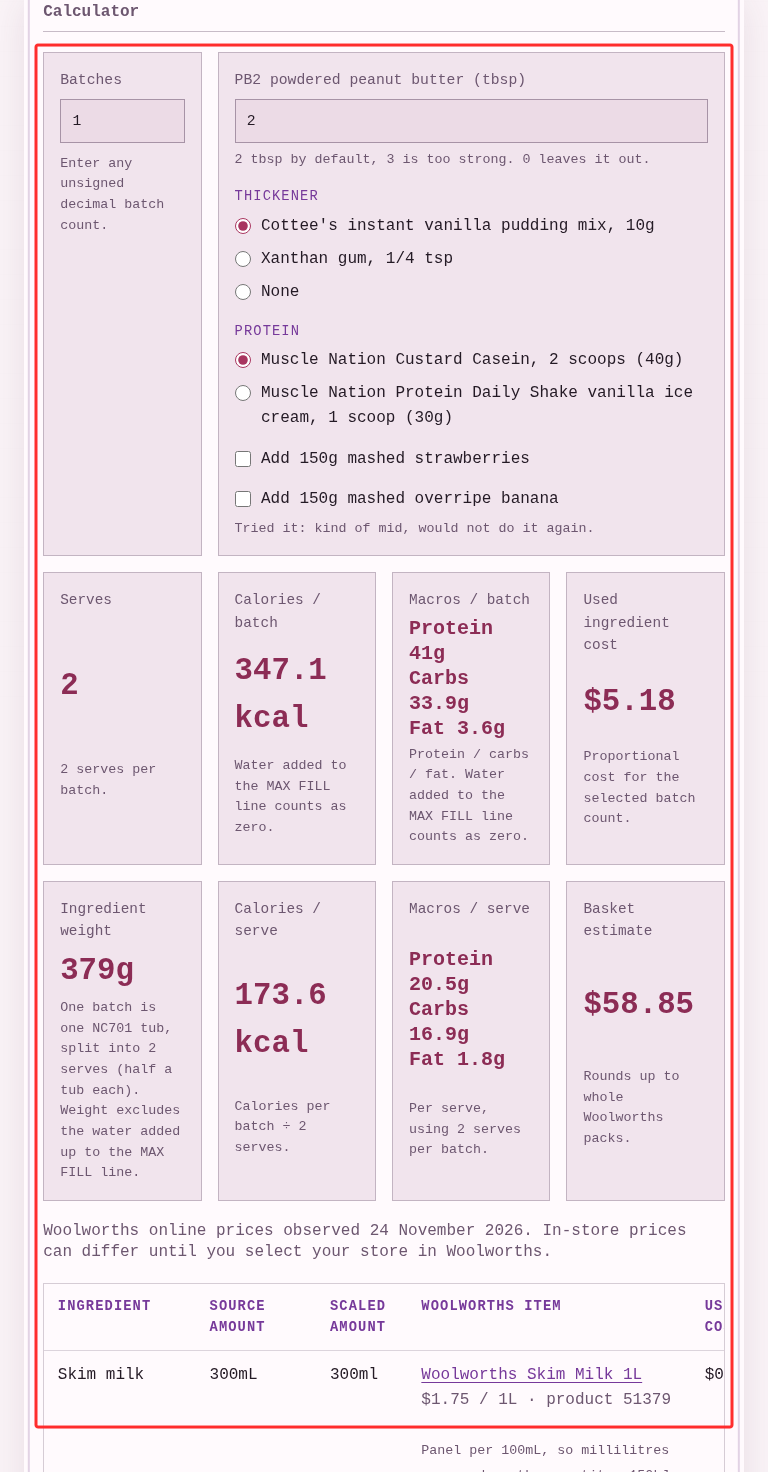 Calculator
Batches
1
Enter any
unsigned
decimal batch
count.
PB2 powdered peanut butter (tbsp)
2
2 tbsp by default, 3 is too strong. 0 leaves it out.
THICKENER
Cottee's instant vanilla pudding mix, 10g
Xanthan gum, 1/4 tsp
None
PROTEIN
Muscle Nation Custard Casein, 2 scoops (40g)
Muscle Nation Protein Daily Shake vanilla ice
cream, 1 scoop (30g)
Add 150g mashed strawberries
Add 150g mashed overripe banana
Tried it: kind of mid, would not do it again.
Serves
2
2 serves per
batch.
Calories /
batch
347.1
kcal
Water added to
the MAX FILL
line counts as
zero.
Macros / batch
Protein
41g
Carbs
33.9g
Fat 3.6g
Protein / carbs
/ fat. Water
added to the
MAX FILL line
counts as zero.
Used
ingredient
cost
$5.18
Proportional
cost for the
selected batch
count.
Ingredient
weight
379g
One batch is
one NC701 tub,
split into 2
serves (half a
tub each).
Weight excludes
the water added
up to the MAX
FILL line.
Calories /
serve
173.6
kcal
Calories per
batch ÷ 2
serves.
Macros / serve
Protein
20.5g
Carbs
16.9g
Fat 1.8g
Per serve,
using 2 serves
per batch.
Basket
estimate
$58.85
Rounds up to
whole
Woolworths
packs.
Woolworths online prices observed 24 November 2026. In-store prices
can differ until you select your store in Woolworths.
INGREDIENT
SOURCE
AMOUNT
SCALED
AMOUNT
WOOLWORTHS ITEM
US
CO
Skim milk
300mL
300ml
Woolworths Skim Milk 1L
$1.75 / 1L · product 51379
$0
Panel per 100mL, so millilitres